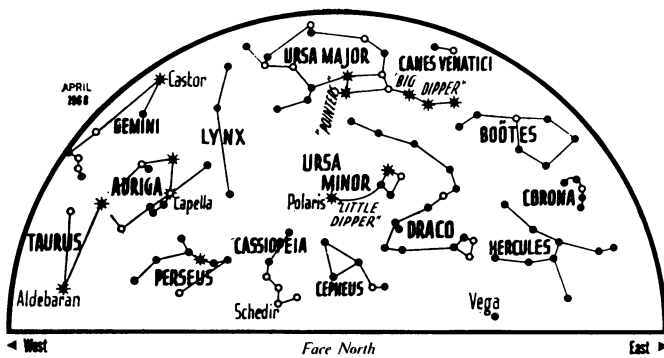 URSA MAJOR
CANES VENATICI
Castor
"BIG DIPPER"
APRIL
1968
"POINTERS"
GEMINI
LYNX
BOÖTES
URSA
MINOR
AURIGA
Capella
Polaris
"LITTLE
DIPPER"
CORONA
DRACO
TAURUS
CASSIOPEIA
HERCULES
PERSEUS
CEPHEUS
Aldebaran
Schedir
Vega
West
Face North
East